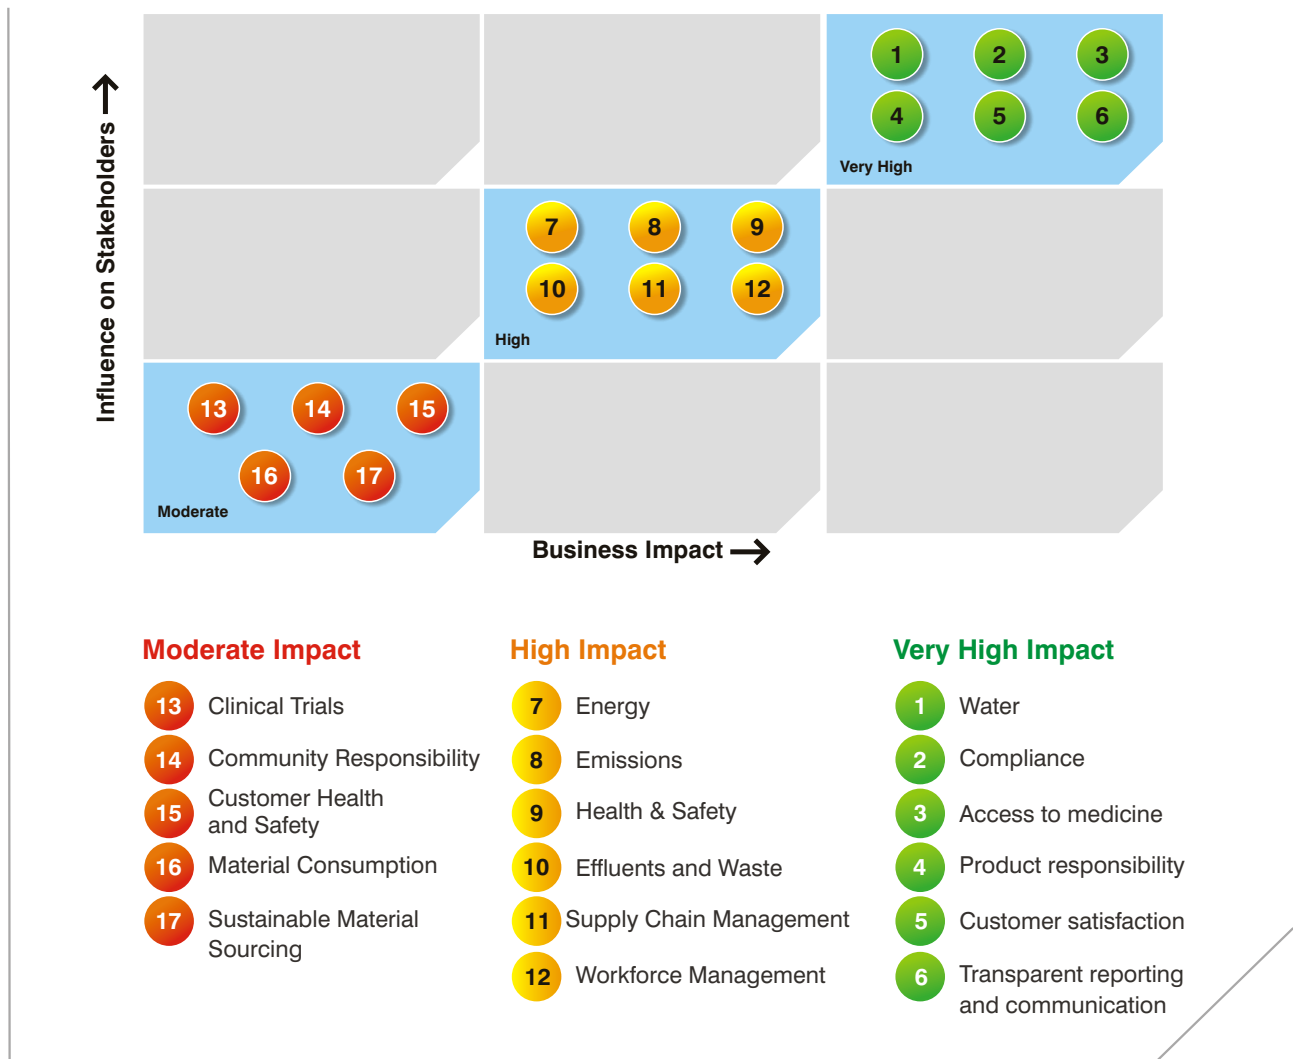 Influence on Stakeholders
1
2
3
4
5
6
Very High
7
8
9
10
11
12
High
13
14
15
16
17
Moderate
Business Impact
Moderate Impact
13 Clinical Trials
14 Community Responsibility
15 Customer Health
and Safety
16 Material Consumption
17 Sustainable Material
Sourcing
High Impact
7 Energy
8 Emissions
9 Health & Safety
10 Effluents and Waste
11 Supply Chain Management
12 Workforce Management
Very High Impact
1 Water
2 Compliance
3 Access to medicine
4 Product responsibility
5 Customer satisfaction
6 Transparent reporting
and communication